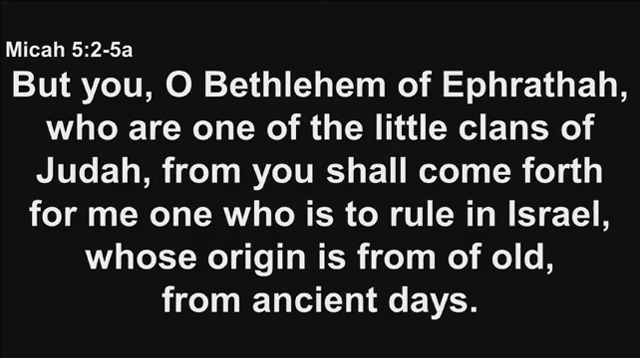 Micah 5:2-5a
But you, O Bethlehem of Ephrathah,
who are one of the little clans of
Judah, from you shall come forth
for me one who is to rule in Israel,
whose origin is from of old,
from ancient days.